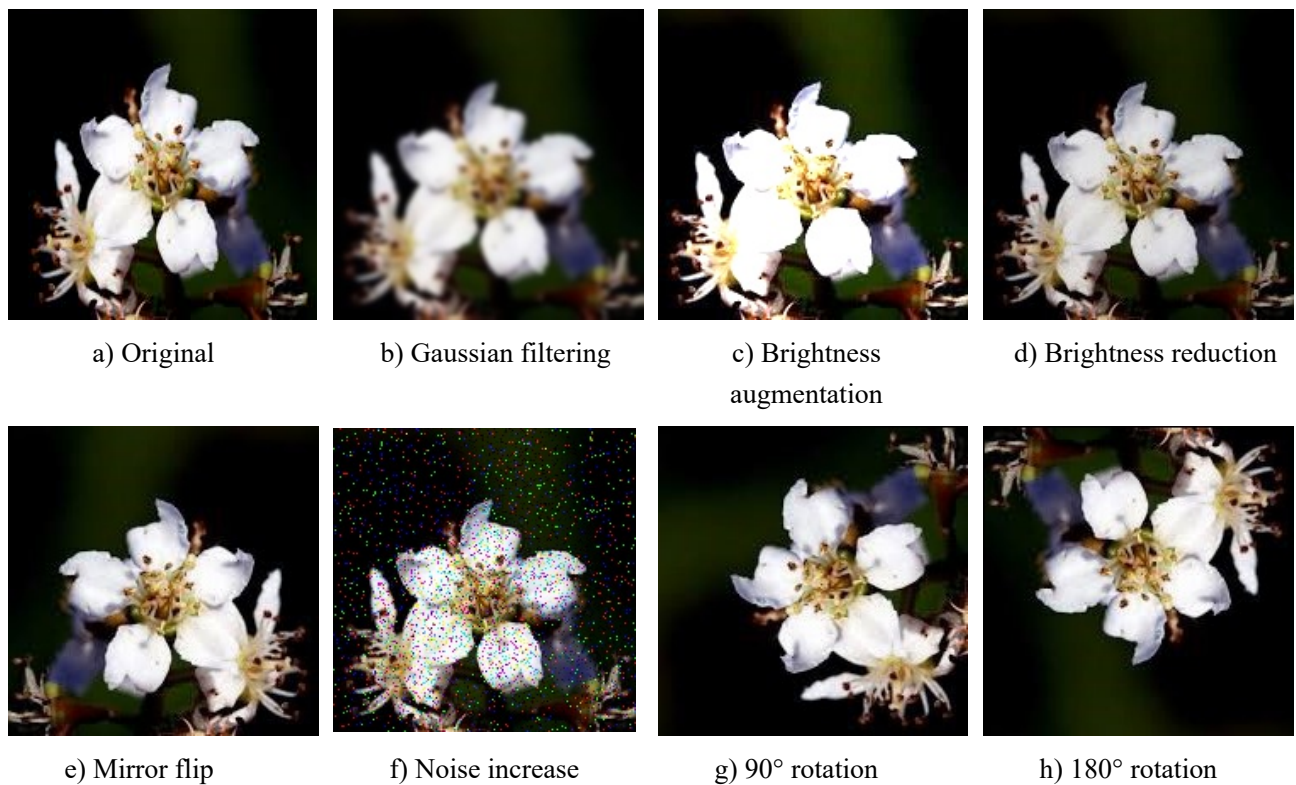 a) Original
b) Gaussian filtering
c) Brightness
augmentation
d) Brightness reduction
e) Mirror flip
f) Noise increase
g) 90° rotation
h) 180° rotation